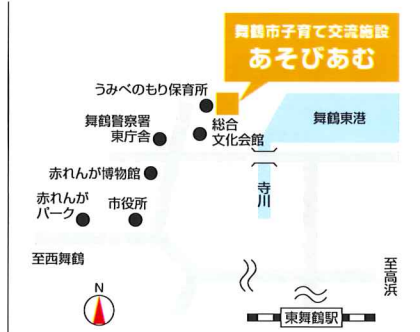 舞鶴市子育て交流施設
あそびあむ
うみべのもり保育所
舞鶴警察署
東庁舎
総合
文化会館
舞鶴東港
赤れんが博物館
寺川
赤れんが
パーク
市役所
至西舞鶴
至高浜
N
東舞鶴駅